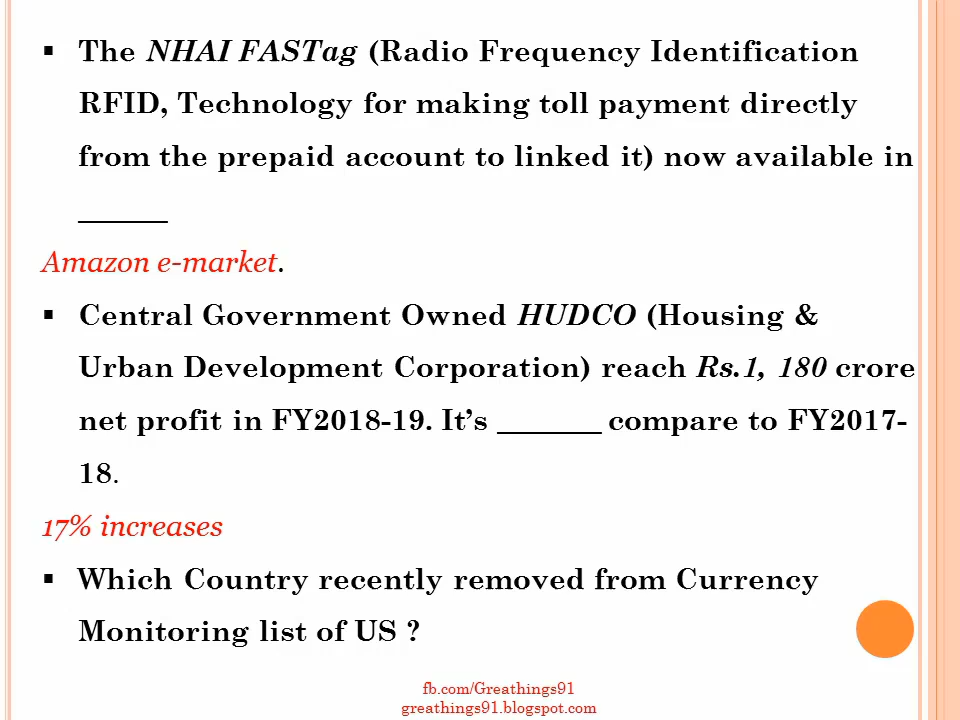 ▪ The NHAI FASTag (Radio Frequency Identification
RFID, Technology for making toll payment directly
from the prepaid account to linked it) now available in
______
Amazon e-market.
▪ Central Government Owned HUDCO (Housing &
Urban Development Corporation) reach Rs.1, 180 crore
net profit in FY2018-19. It’s _______ compare to FY2017-
18.
17% increases
▪ Which Country recently removed from Currency
Monitoring list of US ?
fb.com/Greathings91
greathings91.blogspot.com